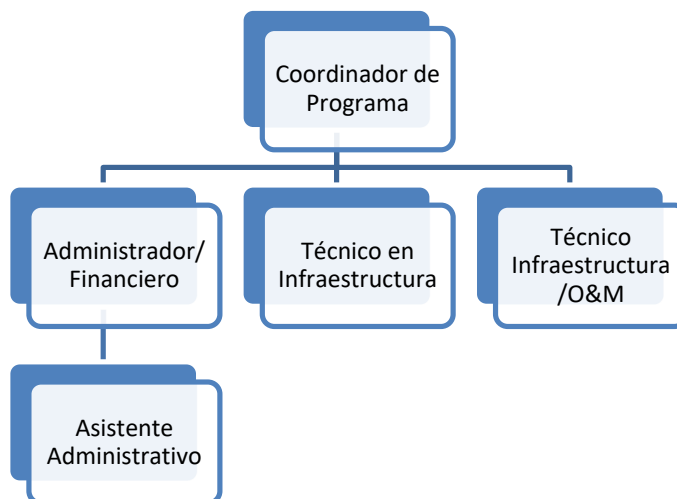 Coordinador de
Programa
Administrador/
Financiero
Técnico en
Infraestructura
Técnico
Infraestructura
/O&M
Asistente
Administrativo